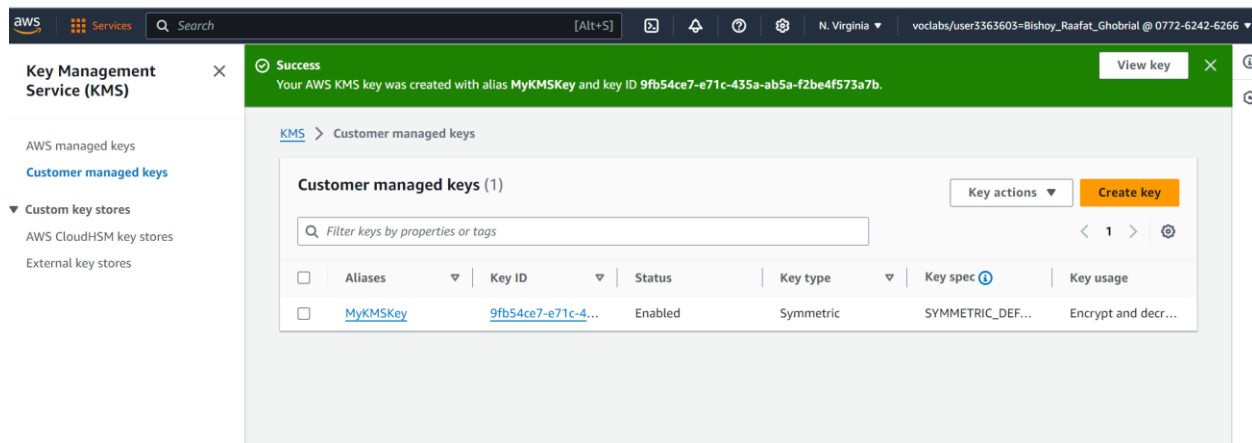 aws
Services
Search
[Alt+S]
N. Virginia
voclabs/user3363603=Bishoy_Raafat_Ghobrial @ 0772-6242-6266
Key Management
Service (KMS)
AWS managed keys
Customer managed keys
Custom key stores
AWS CloudHSM key stores
External key stores
Success
Your AWS KMS key was created with alias MyKMSKey and key ID 9fb54ce7-e71c-435a-ab5a-f2be4f573a7b.
View key
KMS > Customer managed keys
Customer managed keys (1)
Key actions
Create key
Filter keys by properties or tags
1
Aliases Key ID Status Key type Key spec Key usage
MyKMSKey 9fb54ce7-e71c-4... Enabled Symmetric SYMMETRIC_DEF... Encrypt and decr...